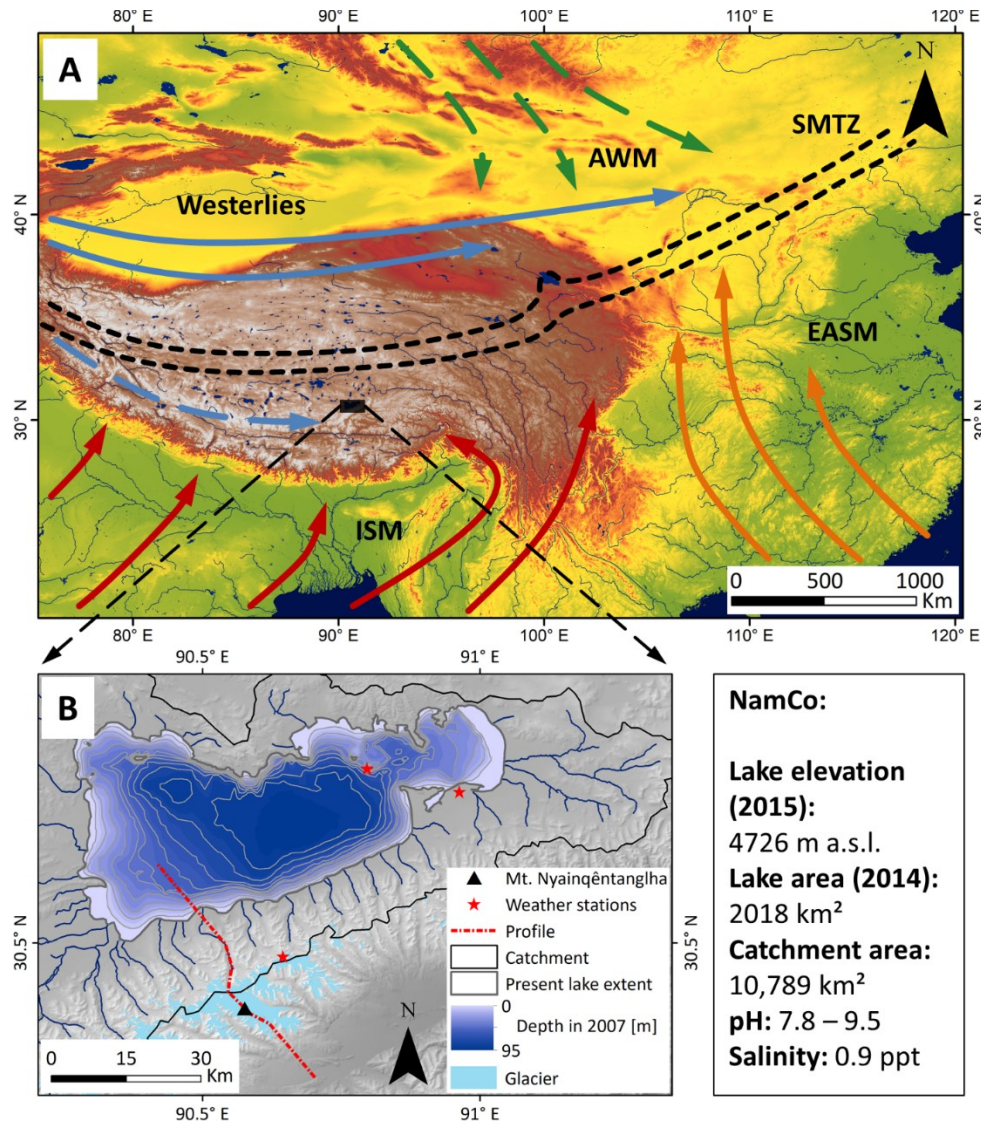 80° E 90° E 100° E 110° E 120° E
A
N
SMTZ
AWM
Westerlies
40° N
40° N
EASM
30° N
30° N
ISM
0 500 1000
Km
80° E 90° E 100° E 110° E 120° E
90.5° E 91° E
B
30.5° N
30.5° N
Mt. Nyainqêntanglha
Weather stations
Profile
Catchment
Present lake extent
0
Depth in 2007 [m]
95
Glacier
N
0 15 30
Km
90.5° E 91° E
NamCo:
Lake elevation
(2015):
4726 m a.s.l.
Lake area (2014):
2018 km²
Catchment area:
10,789 km²
pH: 7.8 – 9.5
Salinity: 0.9 ppt